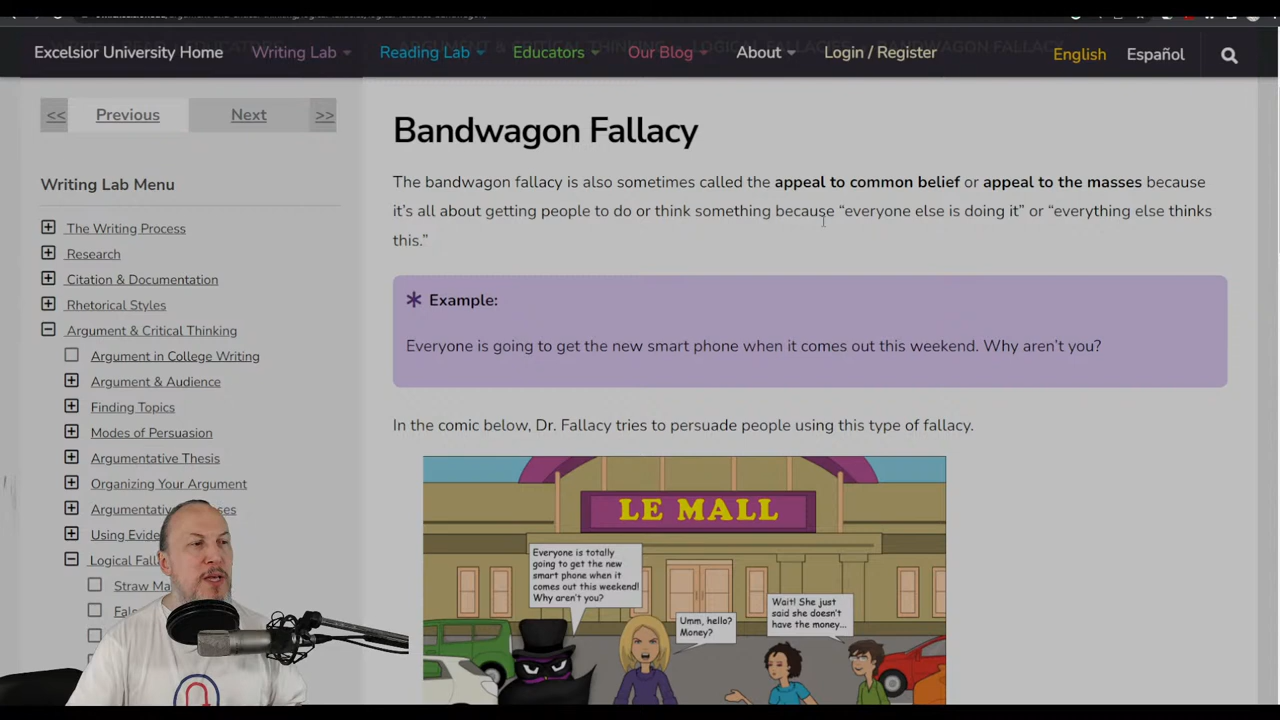 Excelsior University Home Writing Lab Reading Lab Educators Our Blog About Login / Register English Español
<< Previous Next >>
Writing Lab Menu
The Writing Process
Research
Citation & Documentation
Rhetorical Styles
Argument & Critical Thinking
Argument in College Writing
Argument & Audience
Finding Topics
Modes of Persuasion
Argumentative Thesis
Organizing Your Argument
Using
Logical
Straw
Bandwagon Fallacy
The bandwagon fallacy is also sometimes called the appeal to common belief or appeal to the masses because
it’s all about getting people to do or think something because “everyone else is doing it” or “everything else thinks
this.”
Example:
Everyone is going to get the new smart phone when it comes out this weekend. Why aren’t you?
In the comic below, Dr. Fallacy tries to persuade people using this type of fallacy.
LE MALL
Everyone is totally
going to get the new
smart phone when it
comes out this weekend!
Why aren't you?
Umm, hello?
Money?
Wait! She just
said she doesn't
have the money...